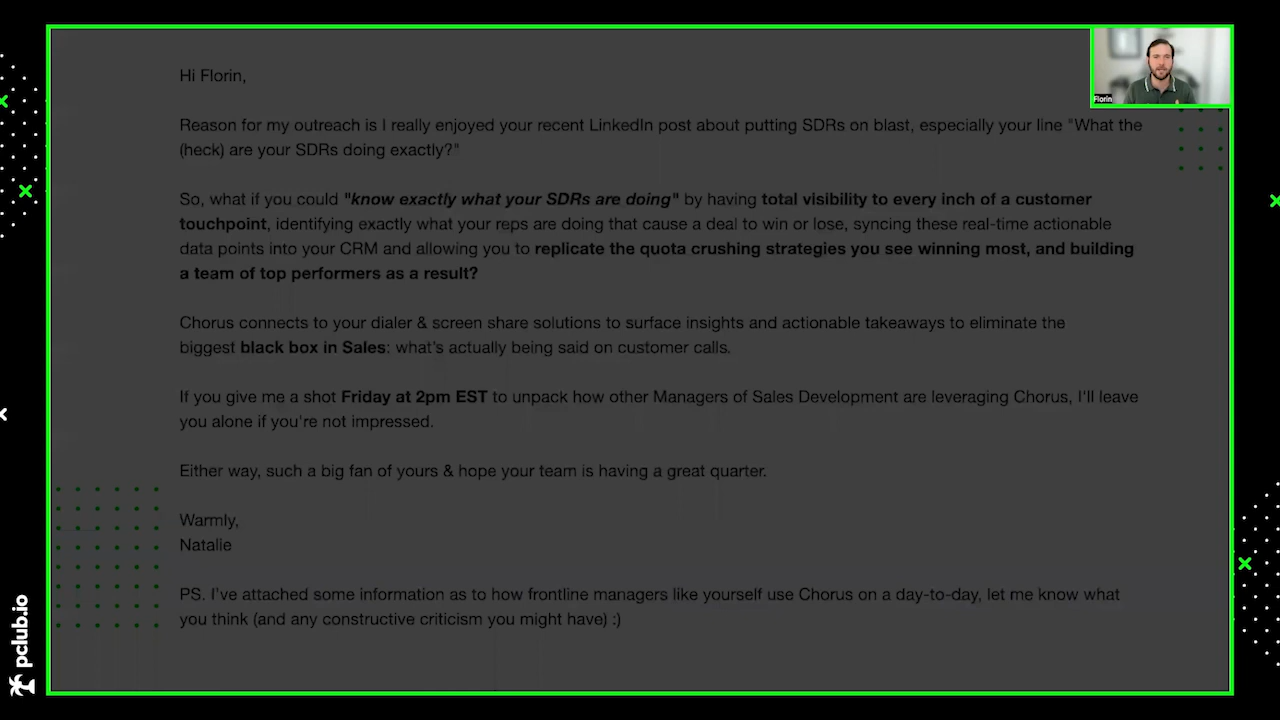 Florin
Hi Florin,
Reason for my outreach is I really enjoyed your recent LinkedIn post about putting SDRs on blast, especially your line "What the
(heck) are your SDRs doing exactly?"
So, what if you could "know exactly what your SDRs are doing" by having total visibility to every inch of a customer
touchpoint, identifying exactly what your reps are doing that cause a deal to win or lose, syncing these real-time actionable
data points into your CRM and allowing you to replicate the quota crushing strategies you see winning most, and building
a team of top performers as a result?
Chorus connects to your dialer & screen share solutions to surface insights and actionable takeaways to eliminate the
biggest black box in Sales: what's actually being said on customer calls.
If you give me a shot Friday at 2pm EST to unpack how other Managers of Sales Development are leveraging Chorus, I'll leave
you alone if you're not impressed.
Either way, such a big fan of yours & hope your team is having a great quarter.
Warmly,
Natalie
PS. I've attached some information as to how frontline managers like yourself use Chorus on a day-to-day, let me know what
you think (and any constructive criticism you might have) :)
pclub.io